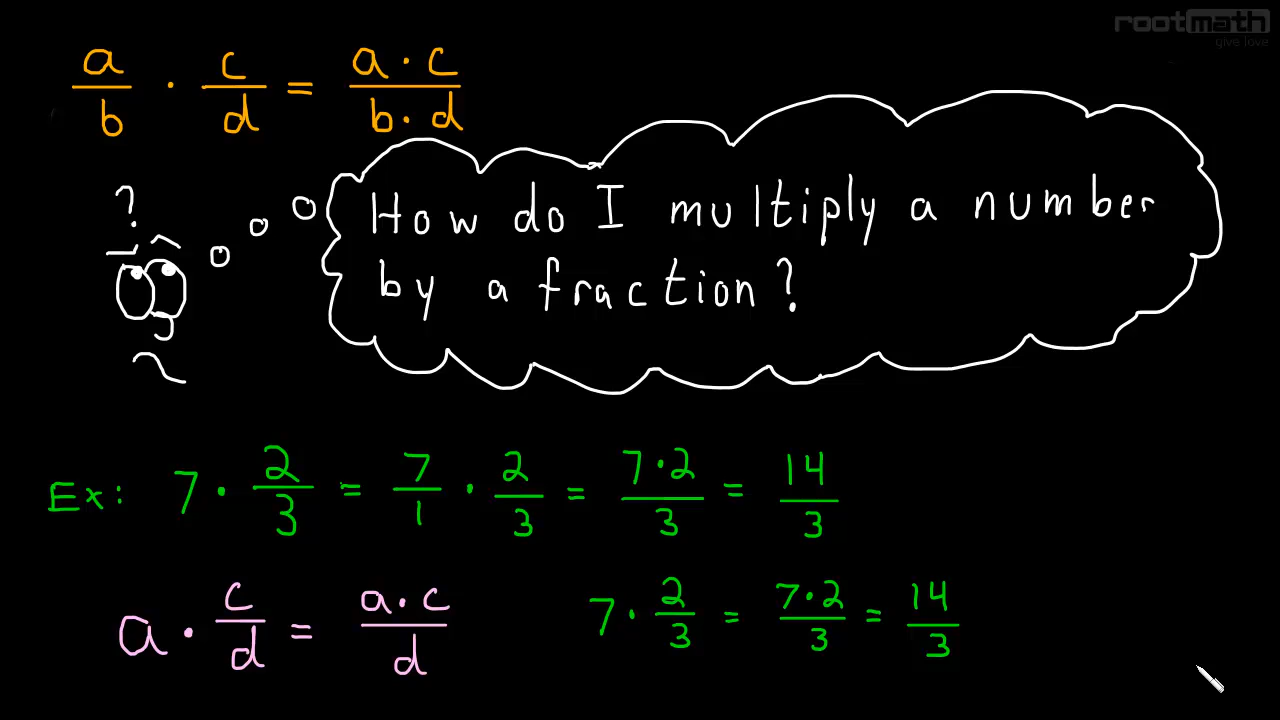 rootmath
give love
a/b · c/d = a · c / b · d
?
How do I multiply a number
by a fraction?
Ex: 7 · 2/3 = 7/1 · 2/3 = 7·2/3 = 14/3
a · c/d = a · c / d
7 · 2/3 = 7·2/3 = 14/3